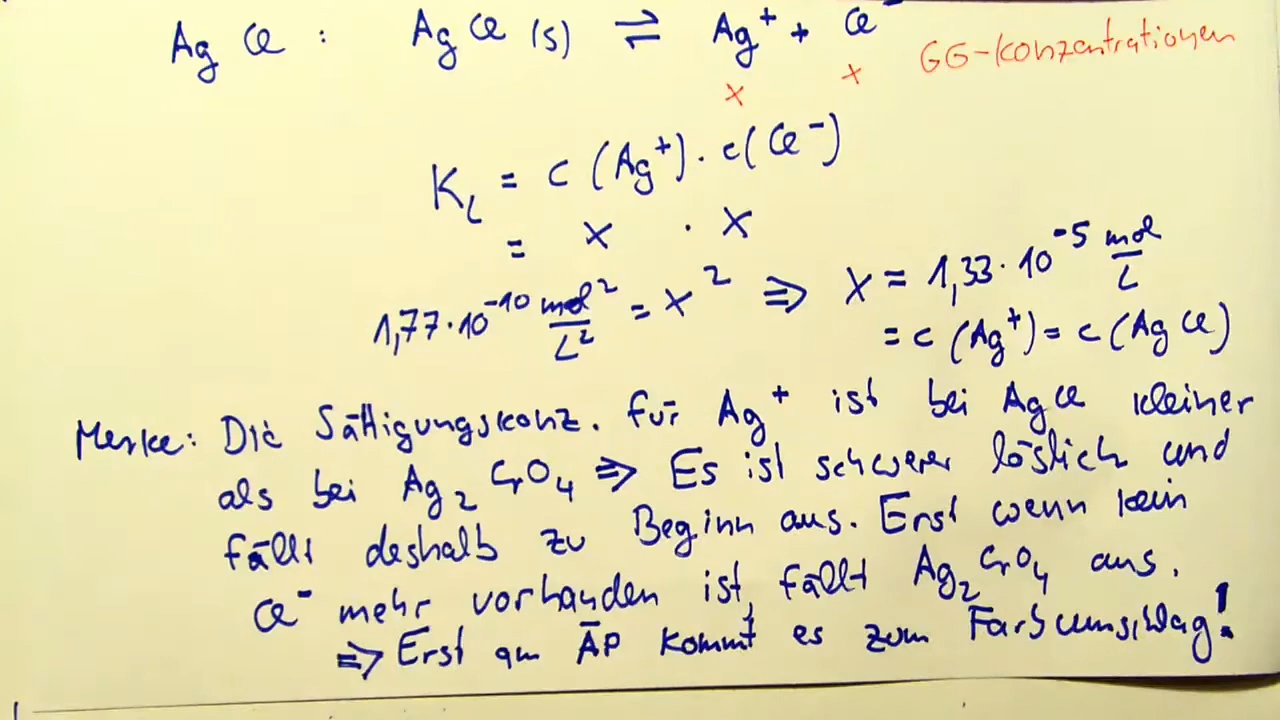 AgCl : AgCl (s) ⇌ Ag⁺ + Cl⁻
x x GG-Konzentrationen
K_L = c (Ag⁺) · c(Cl⁻)
= x · x
1,77 · 10⁻¹⁰ mol²/L² = x² ⇒ x = 1,33 · 10⁻⁵ mol/L
= c (Ag⁺) = c (AgCl)
Merke: Die Sättigungskonz. für Ag⁺ ist bei AgCl kleiner
als bei Ag₂CrO₄ ⇒ Es ist schwerer löslich und
fällt deshalb zu Beginn aus. Erst wenn kein
Cl⁻ mehr vorhanden ist, fällt Ag₂CrO₄ aus.
⇒ Erst am ÄP kommt es zum Farbumschlag!